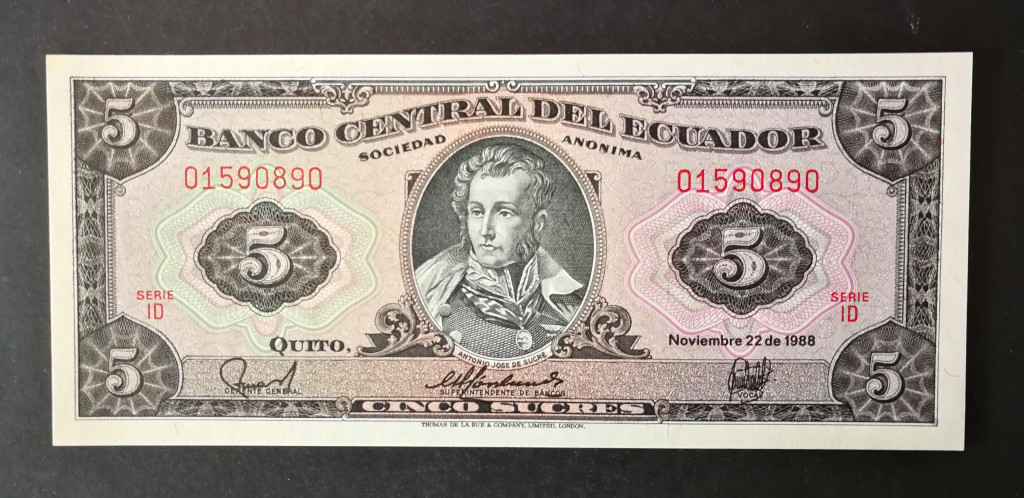 5 5
BANCO CENTRAL DEL ECUADOR
SOCIEDAD ANONIMA
01590890 01590890
5 5
SERIE SERIE
ID ID
QUITO, Noviembre 22 de 1988
ANTONIO JOSE DE SUCRE
5 5
GERENTE GENERAL SUPERINTENDENTE DE BANCOS VOCAL
CINCO SUCRES
THOMAS DE LA RUE & COMPANY, LIMITED, LONDON.